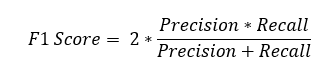 F1 Score = 2 * Precision * Recall / Precision + Recall